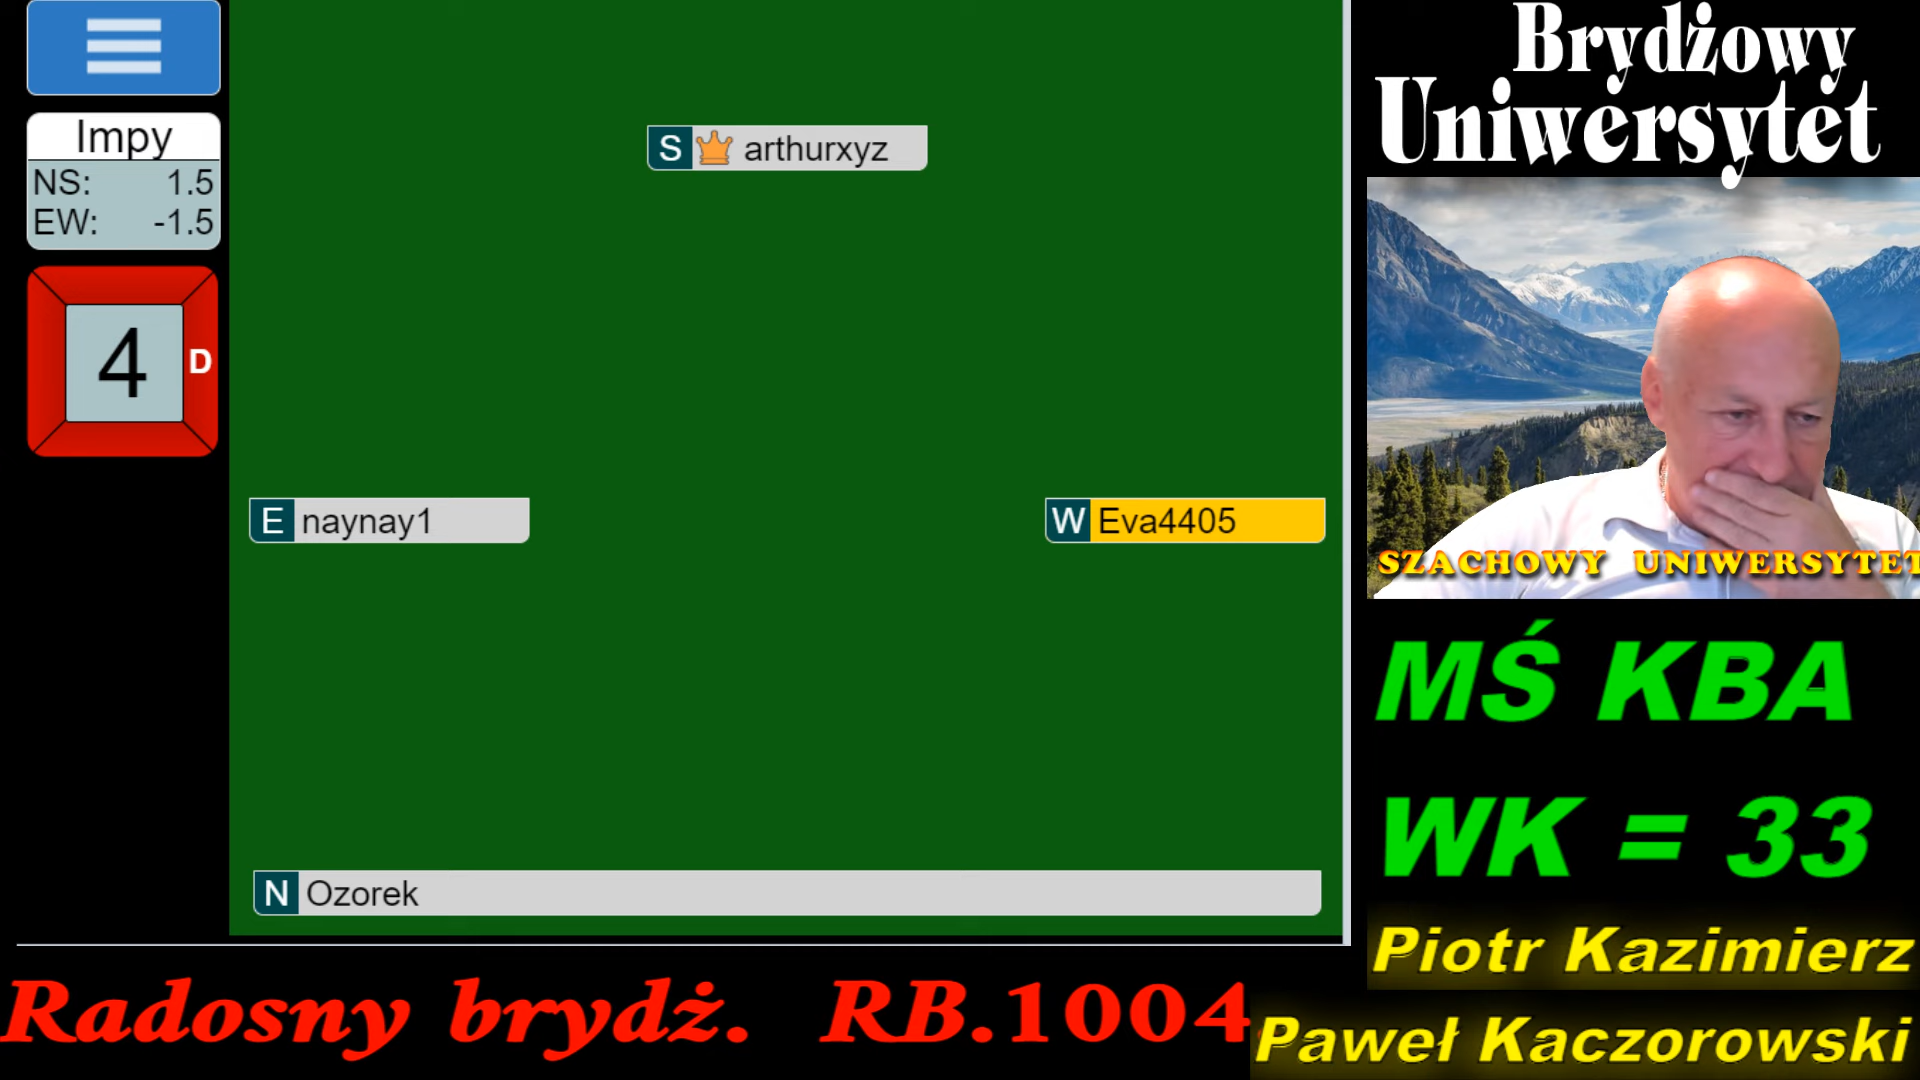 Impy
NS: 1.5
EW: -1.5
4 D
S arthurxyz
E naynay1
W Eva4405
N Ozorek
Brydżowy
Uniwersytet
SZACHOWY UNIWERSYTET
MŚ KBA
WK = 33
Piotr Kazimierz
Paweł Kaczorowski
Radosny brydż. RB.1004